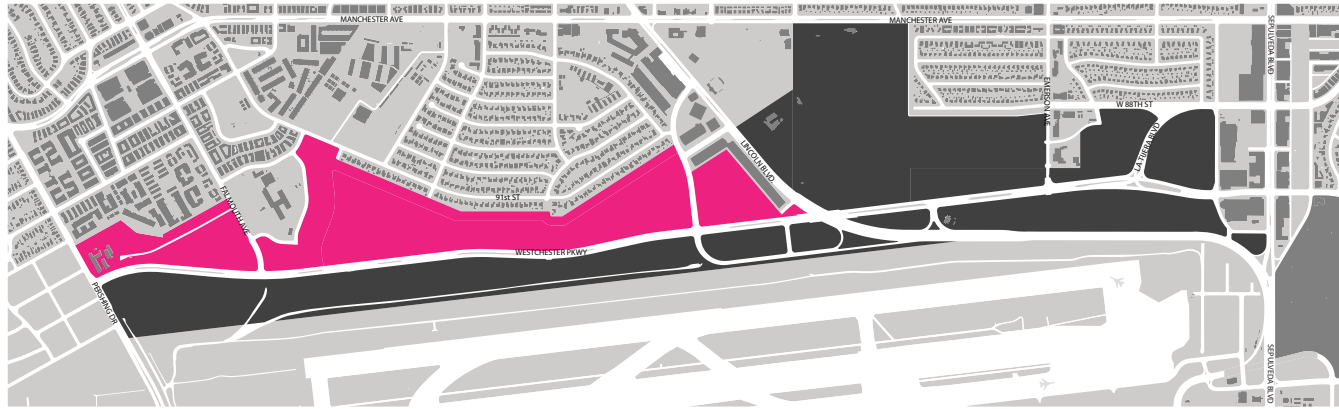 MANCHESTER AVE
MANCHESTER AVE
SEPULVEDA BLVD
EMERSON AVE
W 88TH ST
LA TIJERA BLVD
LINCOLN BLVD
FALMOUTH AVE
91st ST
WESTCHESTER PKWY
PERSHING DR
SEPULVEDA BLVD